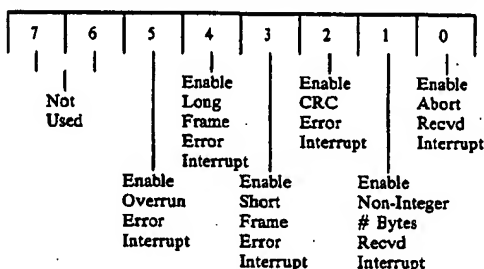 7 6 5 4 3 2 1 0
Not
Used
Enable
Long
Frame
Error
Interrupt
Enable
CRC
Error
Interrupt
Enable
Abort
Recvd
Interrupt
Enable
Overrun
Error
Interrupt
Enable
Short
Frame
Error
Interrupt
Enable
Non-Integer
# Bytes
Recvd
Interrupt